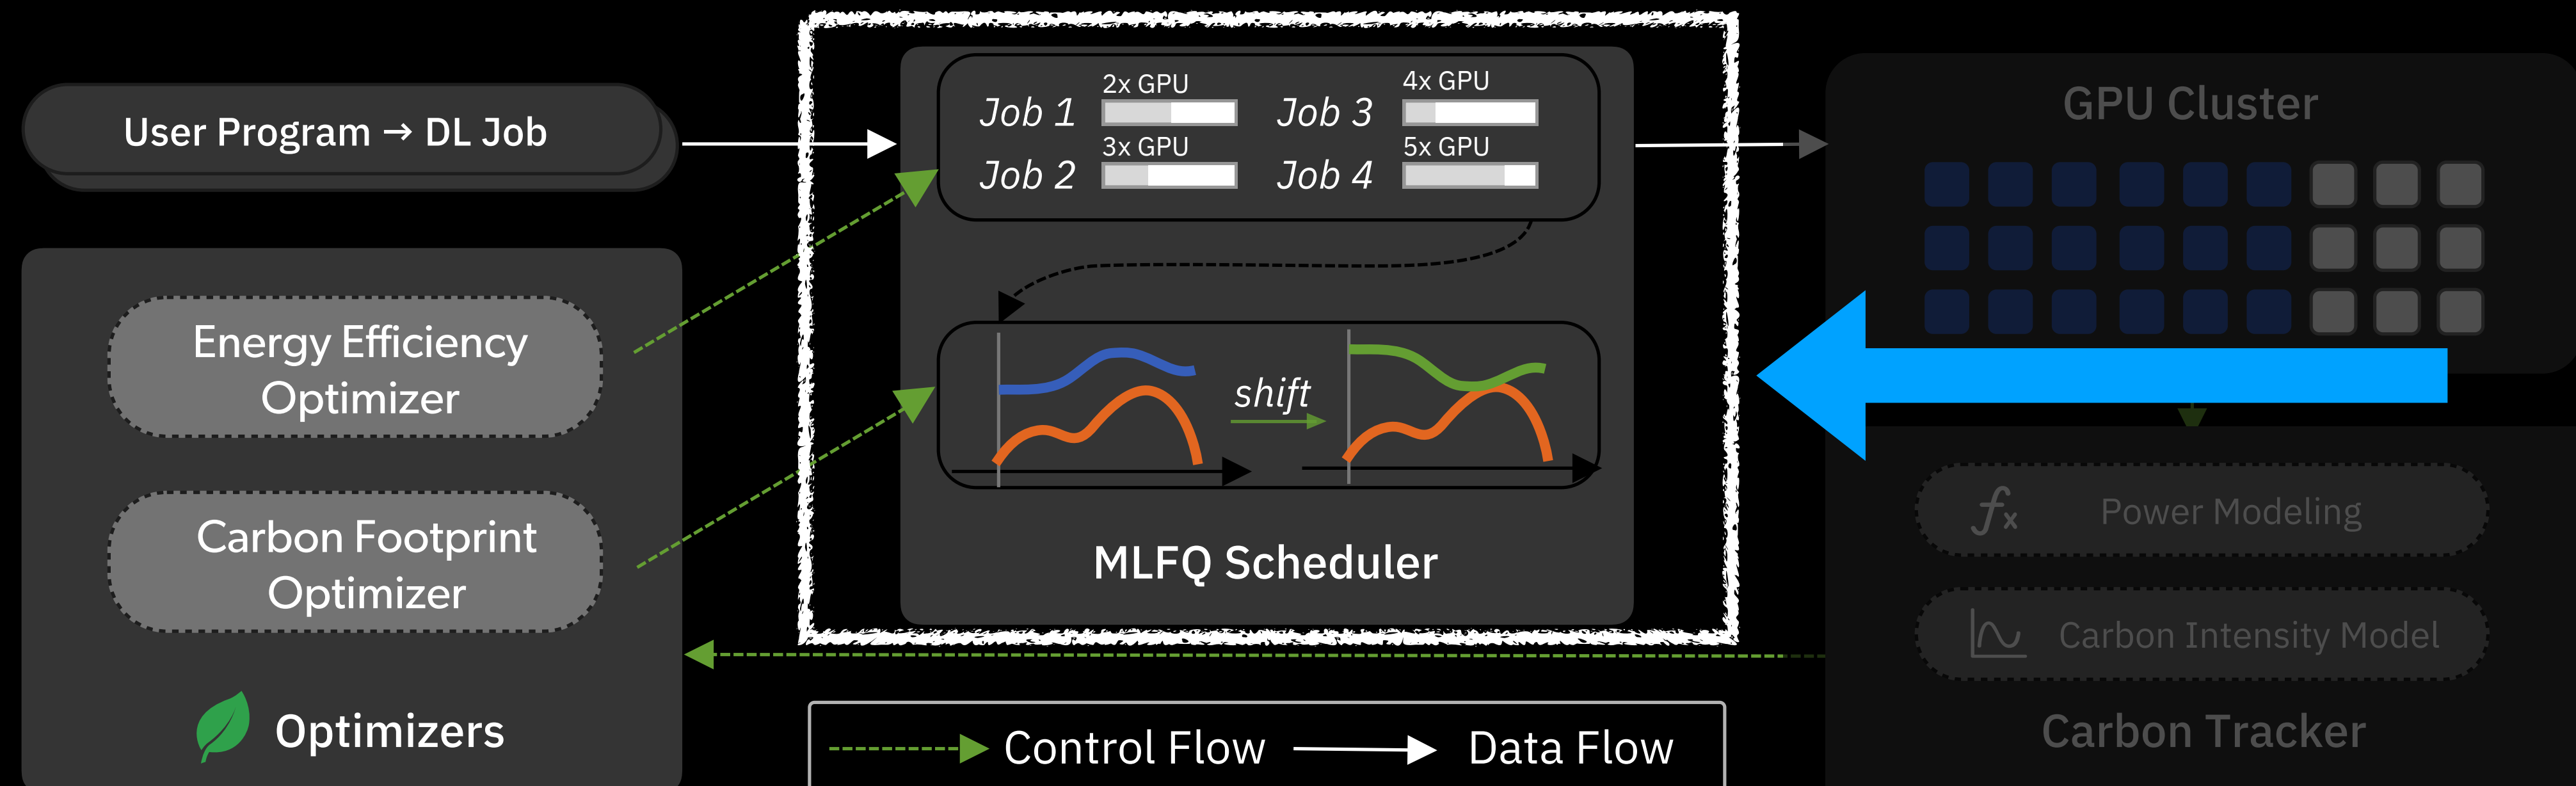 User Program → DL Job
Energy Efficiency
Optimizer
Carbon Footprint
Optimizer
Optimizers
2x GPU
Job 1
3x GPU
Job 2
4x GPU
Job 3
5x GPU
Job 4
shift
MLFQ Scheduler
Control Flow
Data Flow
GPU Cluster
fx
Power Modeling
Carbon Intensity Model
Carbon Tracker